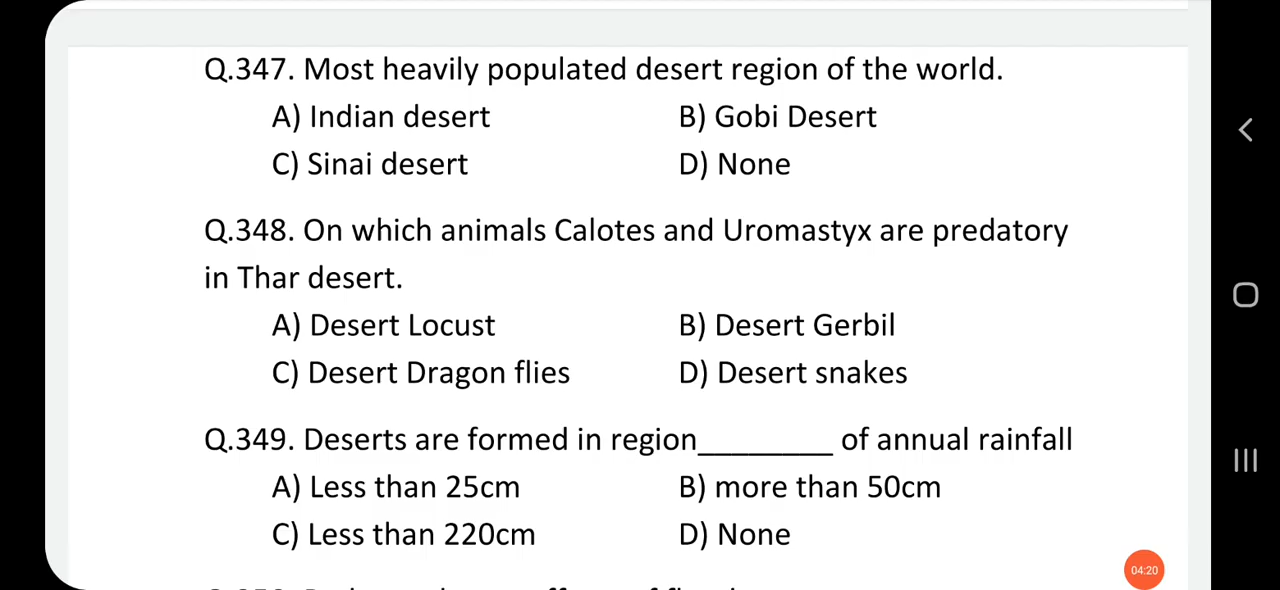 Q.347. Most heavily populated desert region of the world.
A) Indian desert B) Gobi Desert
C) Sinai desert D) None
Q.348. On which animals Calotes and Uromastyx are predatory
in Thar desert.
A) Desert Locust B) Desert Gerbil
C) Desert Dragon flies D) Desert snakes
Q.349. Deserts are formed in region________ of annual rainfall
A) Less than 25cm B) more than 50cm
C) Less than 220cm D) None
04:20